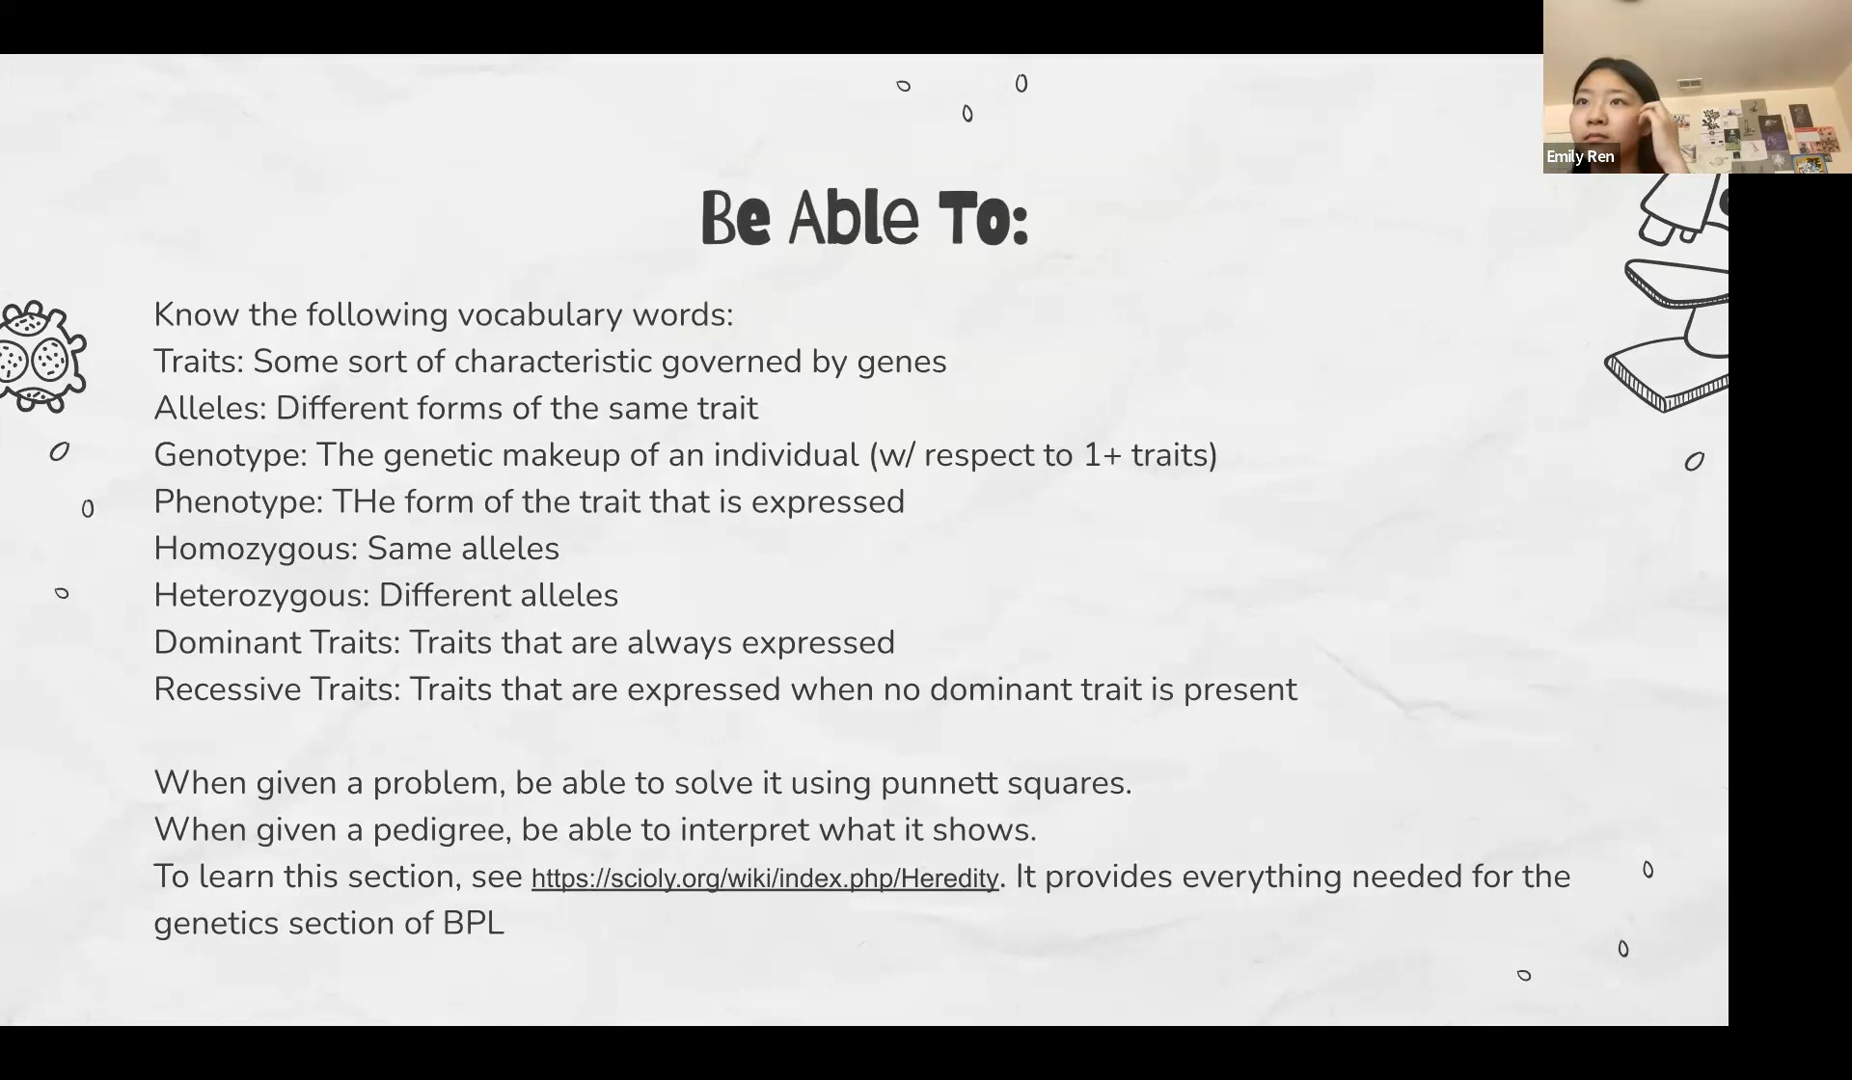 Emily Ren
Be Able To:
Know the following vocabulary words:
Traits: Some sort of characteristic governed by genes
Alleles: Different forms of the same trait
Genotype: The genetic makeup of an individual (w/ respect to 1+ traits)
Phenotype: THe form of the trait that is expressed
Homozygous: Same alleles
Heterozygous: Different alleles
Dominant Traits: Traits that are always expressed
Recessive Traits: Traits that are expressed when no dominant trait is present
When given a problem, be able to solve it using punnett squares.
When given a pedigree, be able to interpret what it shows.
To learn this section, see https://scioly.org/wiki/index.php/Heredity. It provides everything needed for the
genetics section of BPL